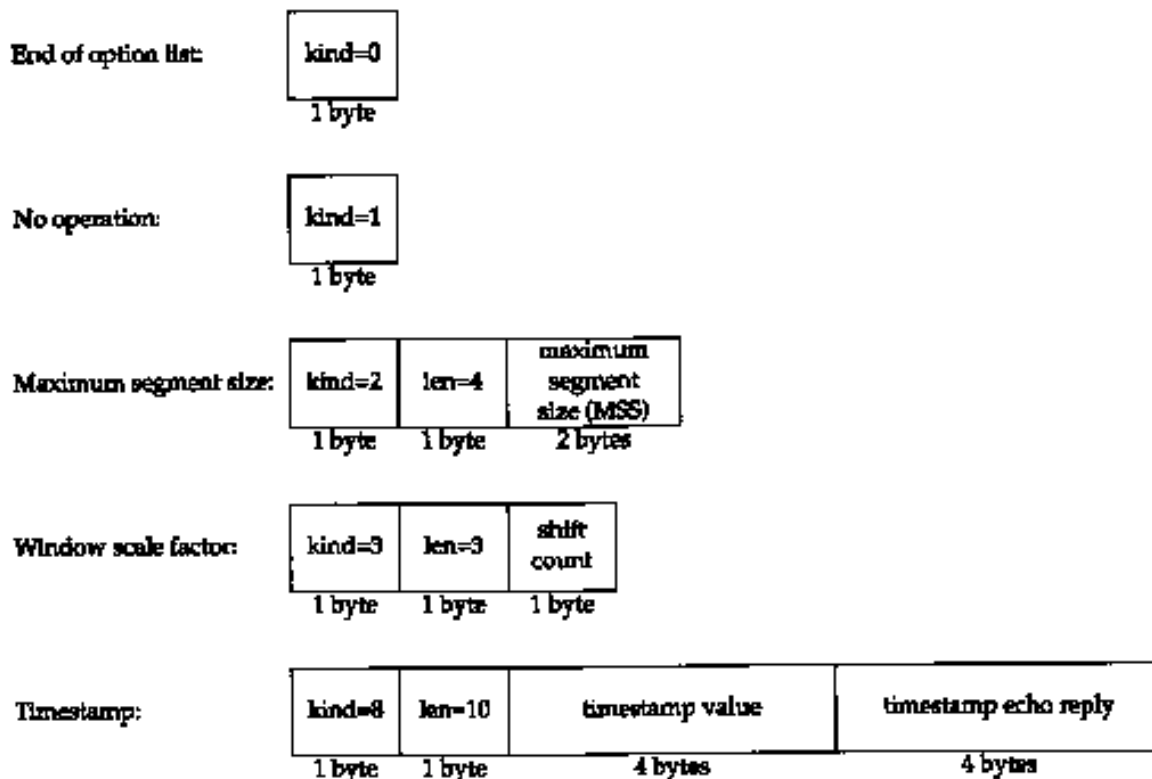 End of option list: kind=0
1 byte
No operation: kind=1
1 byte
Maximum segment size: kind=2 len=4 maximum segment size (MSS)
1 byte 1 byte 2 bytes
Window scale factor: kind=3 len=3 shift count
1 byte 1 byte 1 byte
Timestamp: kind=8 len=10 timestamp value timestamp echo reply
1 byte 1 byte 4 bytes 4 bytes